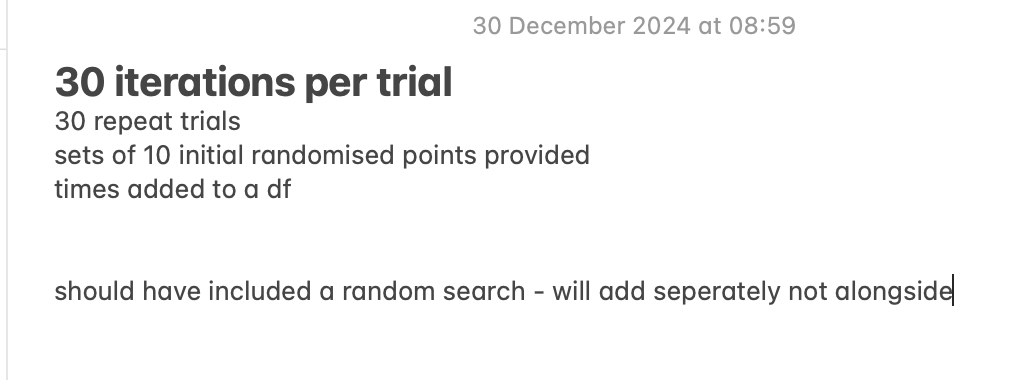 30 December 2024 at 08:59
30 iterations per trial
30 repeat trials
sets of 10 initial randomised points provided
times added to a df
should have included a random search - will add seperately not alongside